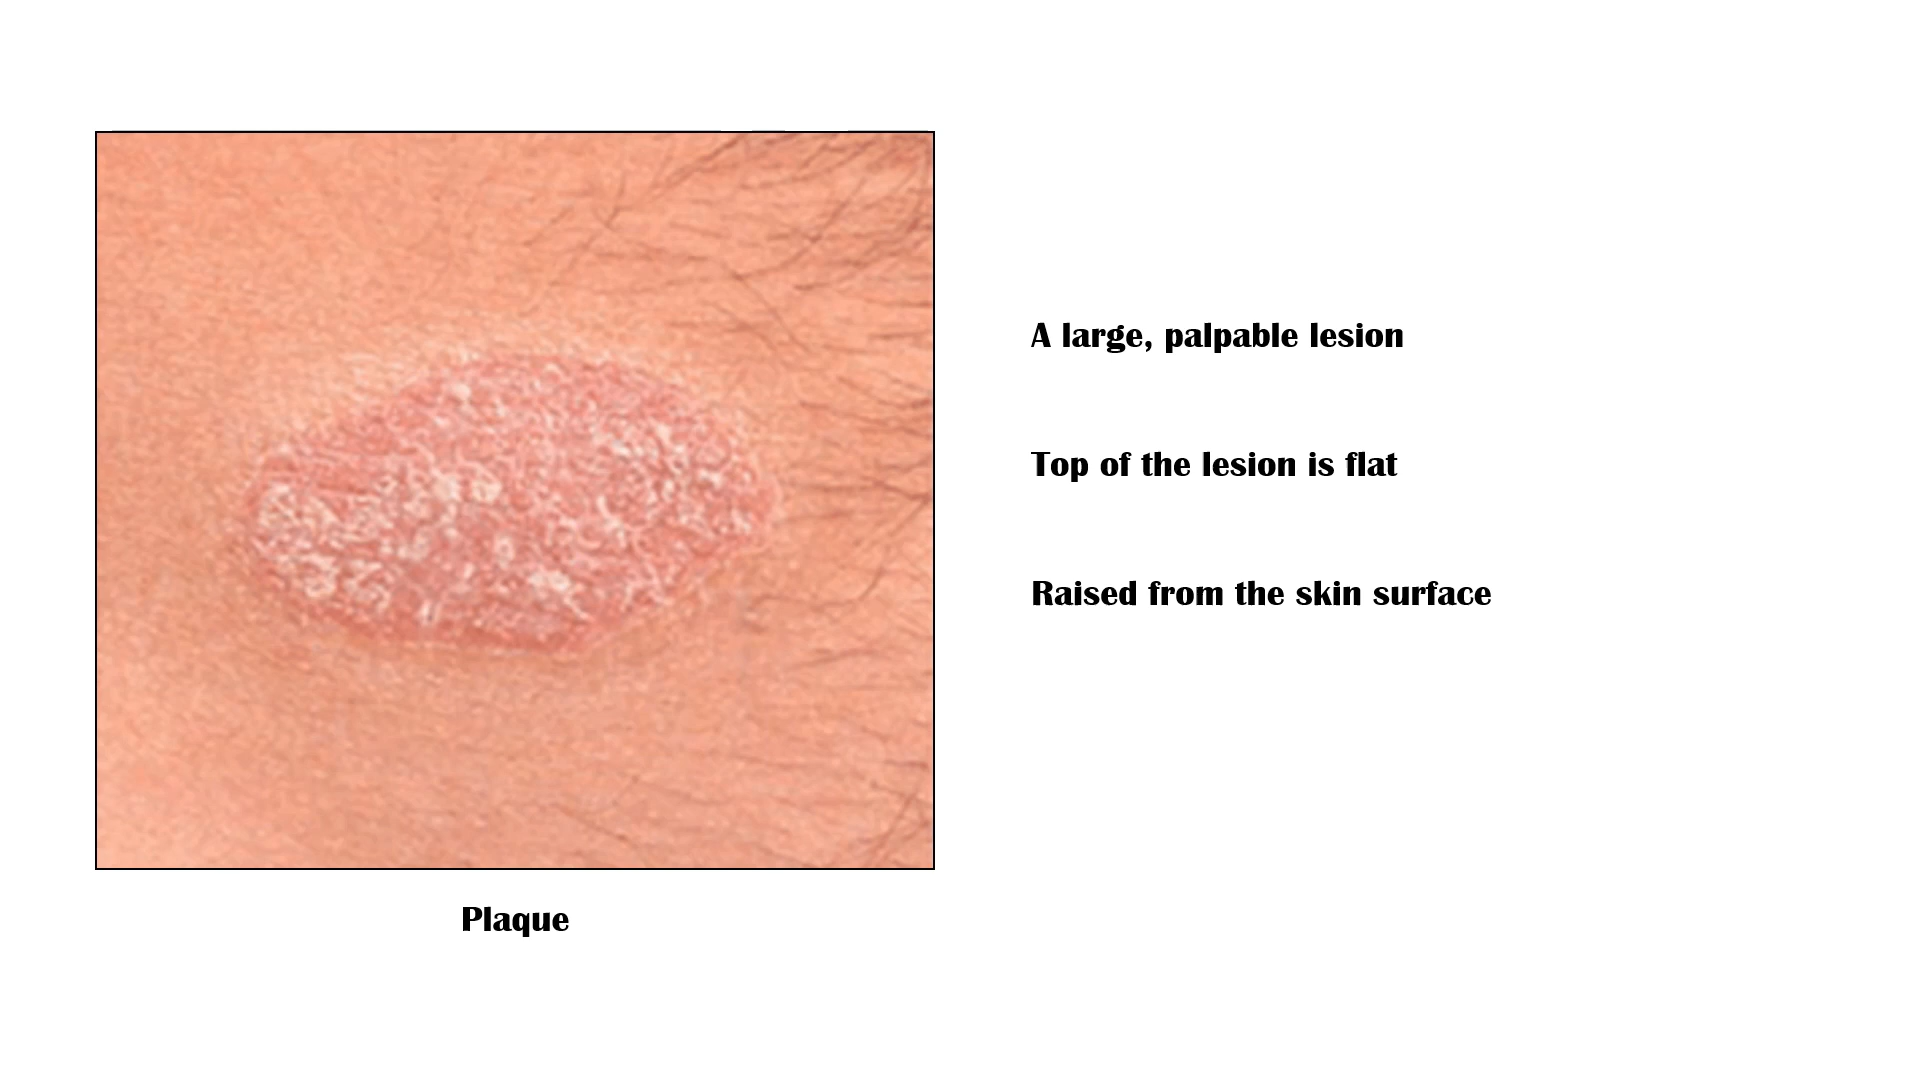 A large, palpable lesion
Top of the lesion is flat
Raised from the skin surface
Plaque